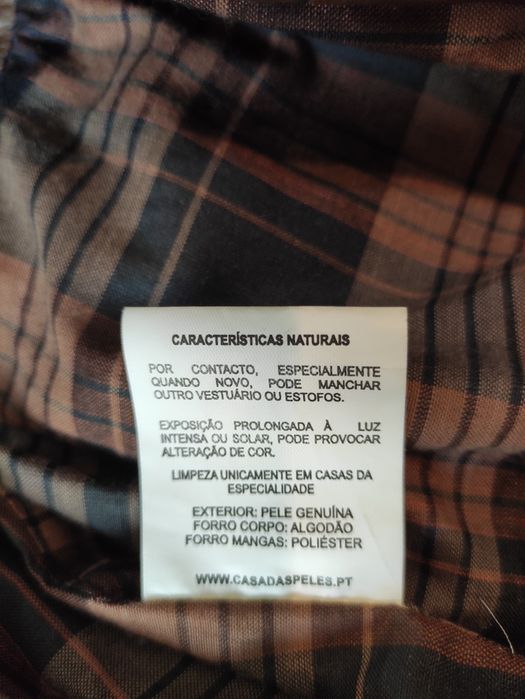 CARACTERÍSTICAS NATURAIS
POR CONTACTO, ESPECIALMENTE
QUANDO NOVO, PODE MANCHAR
OUTRO VESTUÁRIO OU ESTOFOS.
EXPOSIÇÃO PROLONGADA À LUZ
INTENSA OU SOLAR, PODE PROVOCAR
ALTERAÇÃO DE COR.
LIMPEZA UNICAMENTE EM CASAS DA
ESPECIALIDADE
EXTERIOR: PELE GENUÍNA
FORRO CORPO: ALGODÃO
FORRO MANGAS: POLIÉSTER
WWW.CASADASPELES.PT